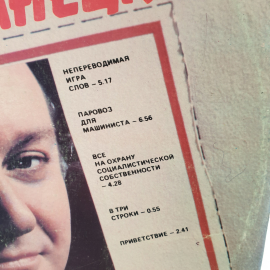 НЕПЕРЕВОДИМАЯ
ИГРА
СЛОВ – 5.17
ПАРОВОЗ
ДЛЯ
МАШИНИСТА – 6.56
ВСЕ
НА ОХРАНУ
СОЦИАЛИСТИЧЕСКОЙ
СОБСТВЕННОСТИ
– 4.28
В ТРИ
СТРОКИ – 0.55
ПРИВЕТСТВИЕ – 2.41